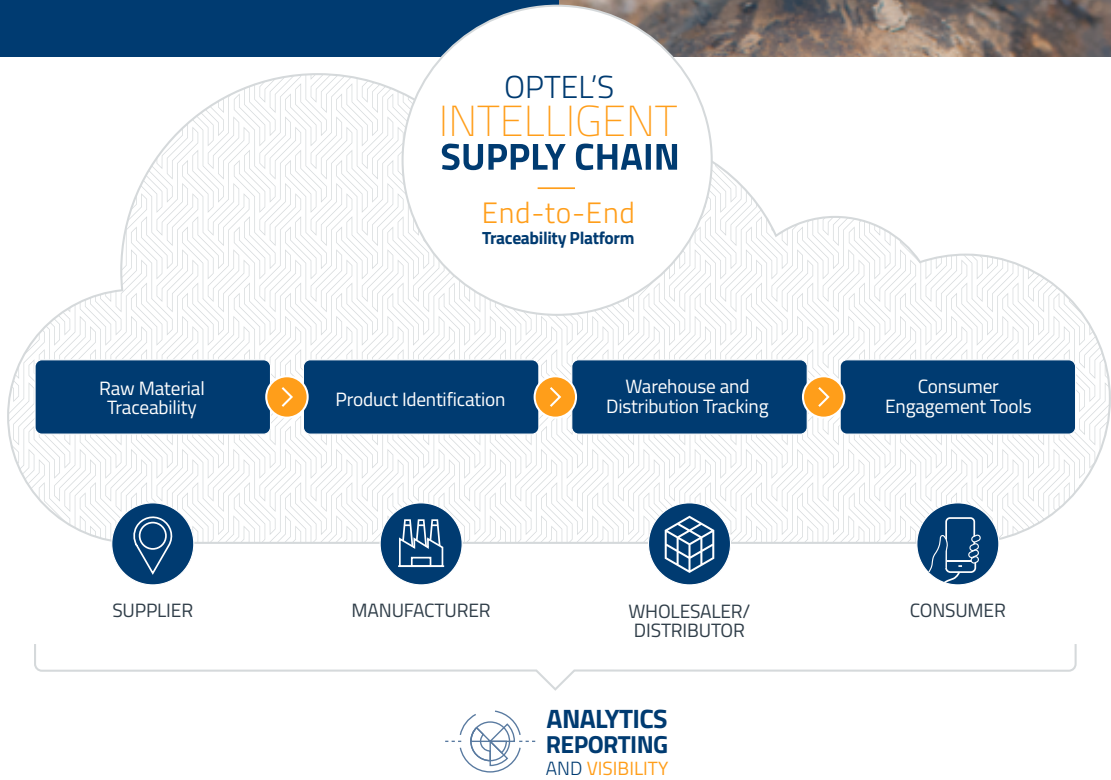 OPTEL'S
INTELLIGENT
SUPPLY CHAIN
End-to-End
Traceability Platform
Raw Material
Traceability
Product Identification
Warehouse and
Distribution Tracking
Consumer
Engagement Tools
SUPPLIER
MANUFACTURER
WHOLESALER/
DISTRIBUTOR
CONSUMER
ANALYTICS
REPORTING
AND VISIBILITY